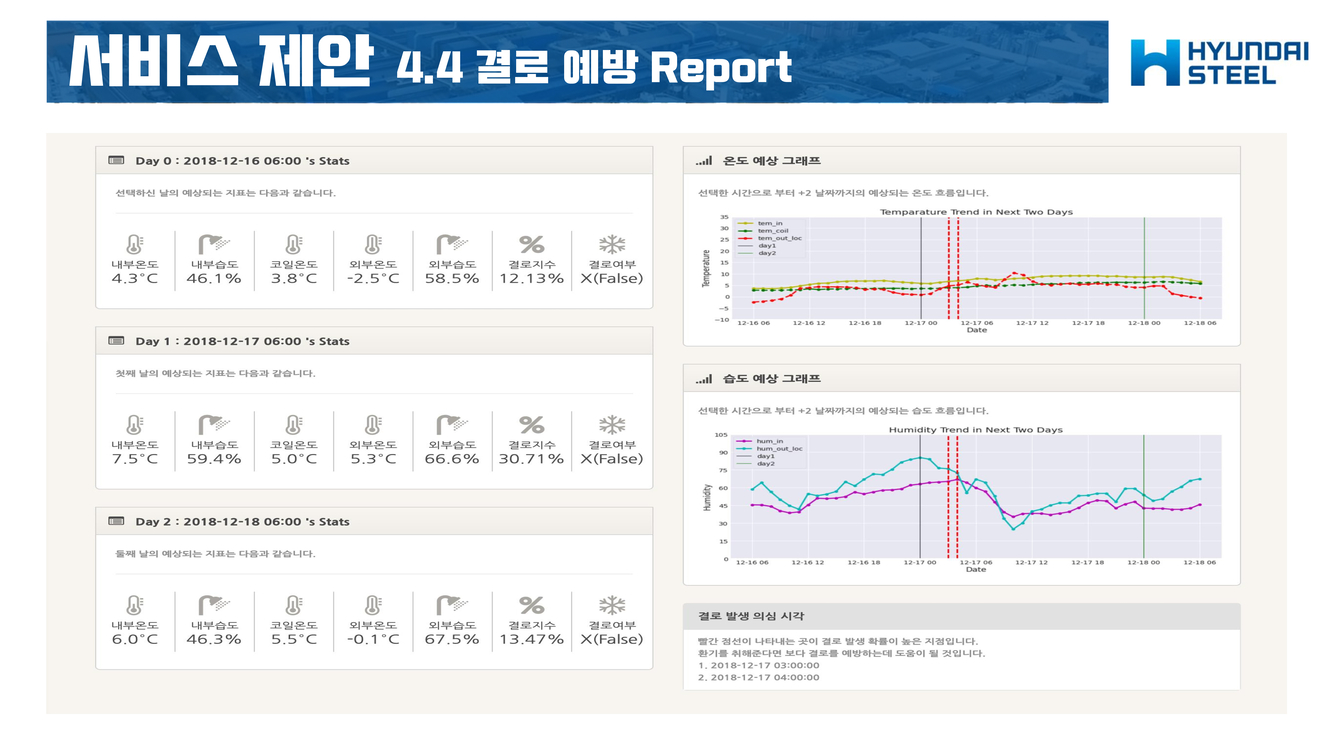 서비스 제안 4.4 결로 예방 Report
HYUNDAI
STEEL
Day 0 : 2018-12-16 06:00 's Stats
선택하신 날의 예상되는 지표는 다음과 같습니다.
내부온도 내부습도 코일온도 외부온도 외부습도 결로지수 결로여부
4.3°C 46.1% 3.8°C -2.5°C 58.5% 12.13% X(False)
Day 1 : 2018-12-17 06:00 's Stats
첫째 날의 예상되는 지표는 다음과 같습니다.
내부온도 내부습도 코일온도 외부온도 외부습도 결로지수 결로여부
7.5°C 59.4% 5.0°C 5.3°C 66.6% 30.71% X(False)
Day 2 : 2018-12-18 06:00 's Stats
둘째 날의 예상되는 지표는 다음과 같습니다.
내부온도 내부습도 코일온도 외부온도 외부습도 결로지수 결로여부
6.0°C 46.3% 5.5°C -0.1°C 67.5% 13.47% X(False)
온도 예상 그래프
선택한 시간으로 부터 +2 날짜까지의 예상되는 온도 흐름입니다.
Temparature Trend in Next Two Days
35
30
25
20
15
10
5
0
−5
−10
Temperature
tem_in
tem_coil
tem_out_loc
day1
day2
12-16 06 12-16 12 12-16 18 12-17 00 12-17 06 12-17 12 12-17 18 12-18 00 12-18 06
Date
습도 예상 그래프
선택한 시간으로 부터 +2 날짜까지의 예상되는 습도 흐름입니다.
Humidity Trend in Next Two Days
105
90
75
60
45
30
15
0
Humidity
hum_in
hum_out_loc
day1
day2
12-16 06 12-16 12 12-16 18 12-17 00 12-17 06 12-17 12 12-17 18 12-18 00 12-18 06
Date
결로 발생 의심 시각
빨간 점선이 나타내는 곳이 결로 발생 확률이 높은 지점입니다.
환기를 취해준다면 보다 결로를 예방하는데 도움이 될 것입니다.
1. 2018-12-17 03:00:00
2. 2018-12-17 04:00:00